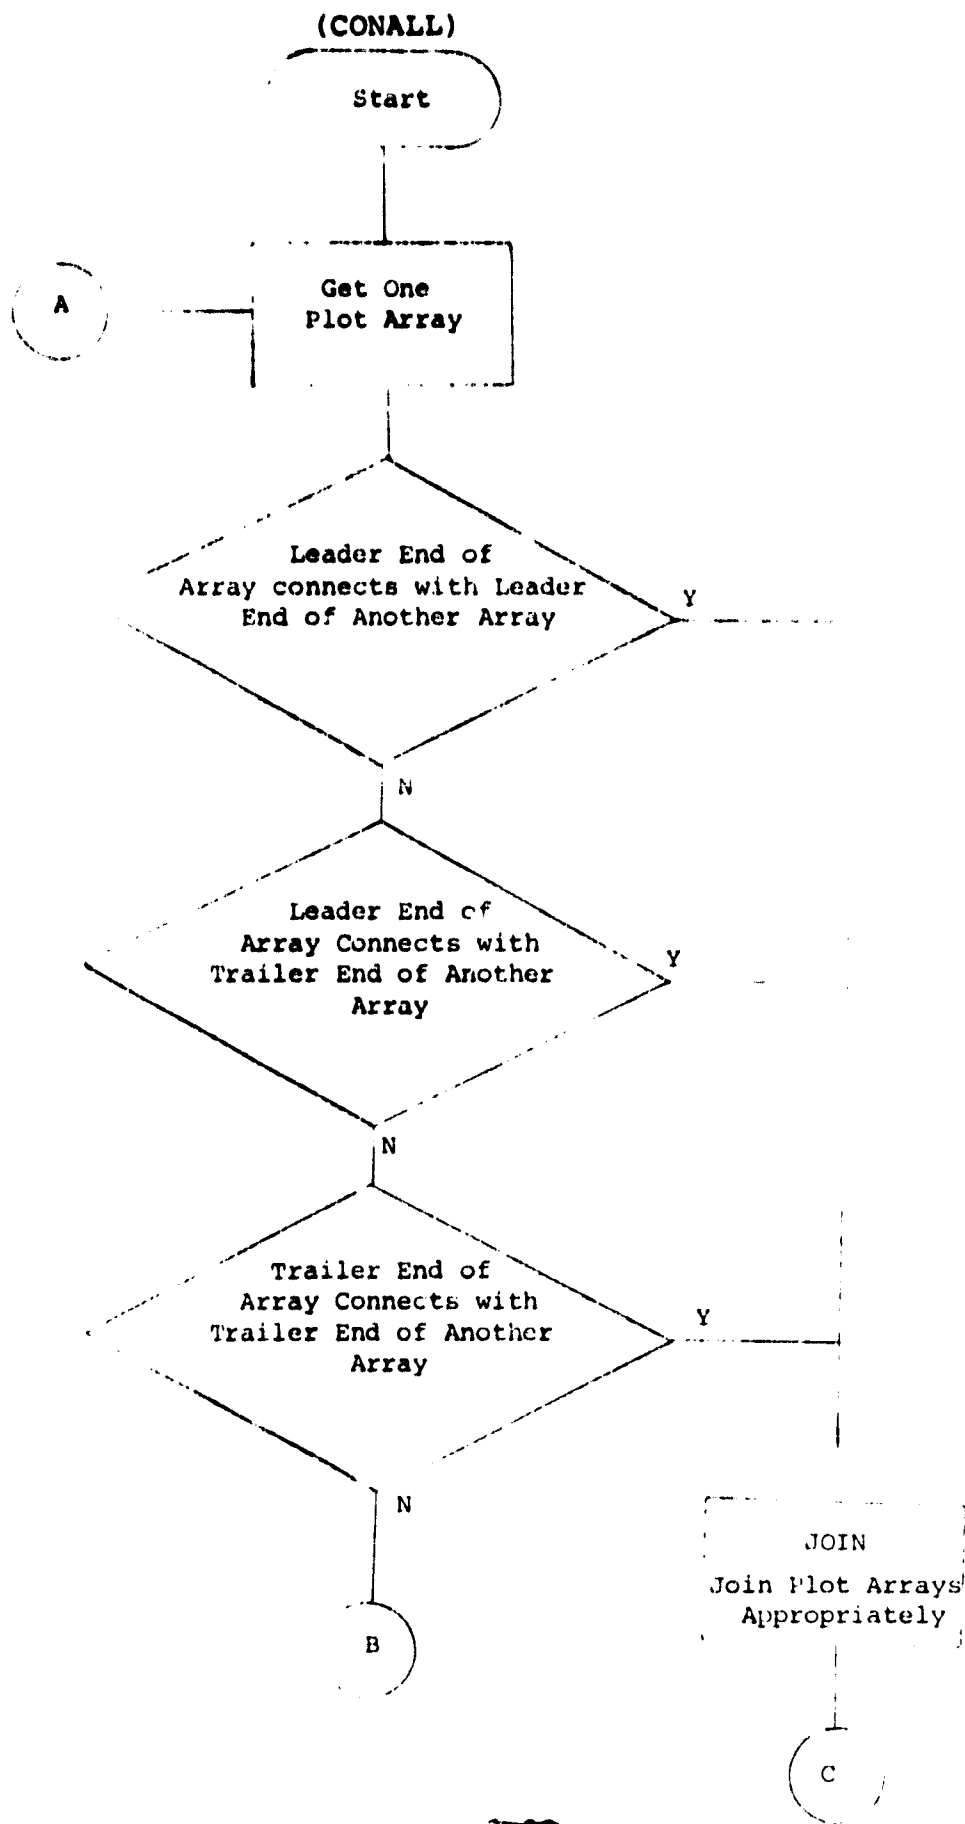 (CONALL)
Start
A
Get One
Plot Array
Leader End of
Array connects with Leader
End of Another Array
Y
N
Leader End of
Array Connects with
Trailer End of Another
Array
Y
N
Trailer End of
Array Connects with
Trailer End of Another
Array
Y
N
JOIN
Join Plot Arrays
Appropriately
B
C